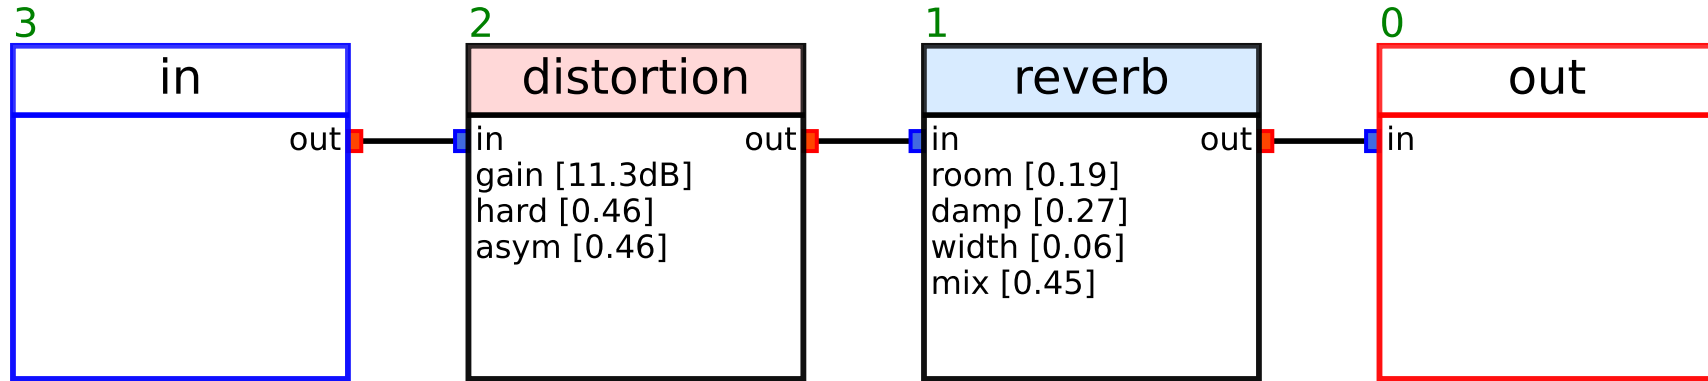 3
in
out
2
distortion
in out
gain [11.3dB]
hard [0.46]
asym [0.46]
1
reverb
in out
room [0.19]
damp [0.27]
width [0.06]
mix [0.45]
0
out
in